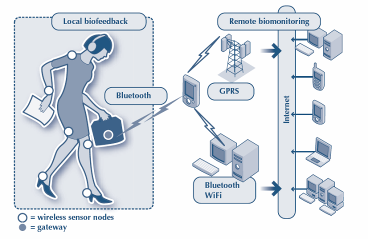 Local biofeedback
Remote biomonitoring
Bluetooth
GPRS
Internet
Bluetooth
WiFi
= wireless sensor nodes
= gateway